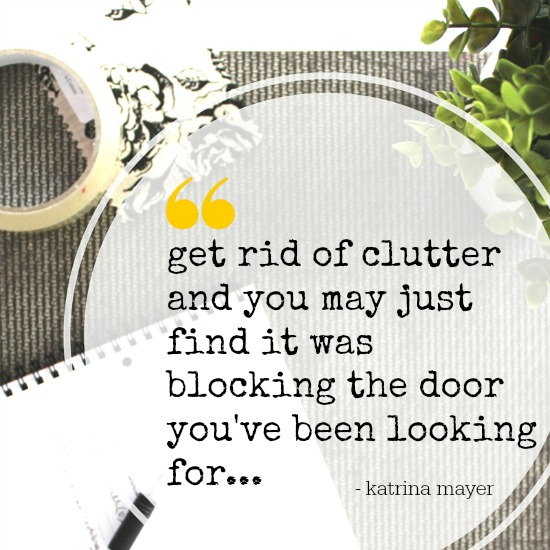 “
get rid of clutter
and you may just
find it was
blocking the door
you've been looking
for...
- katrina mayer